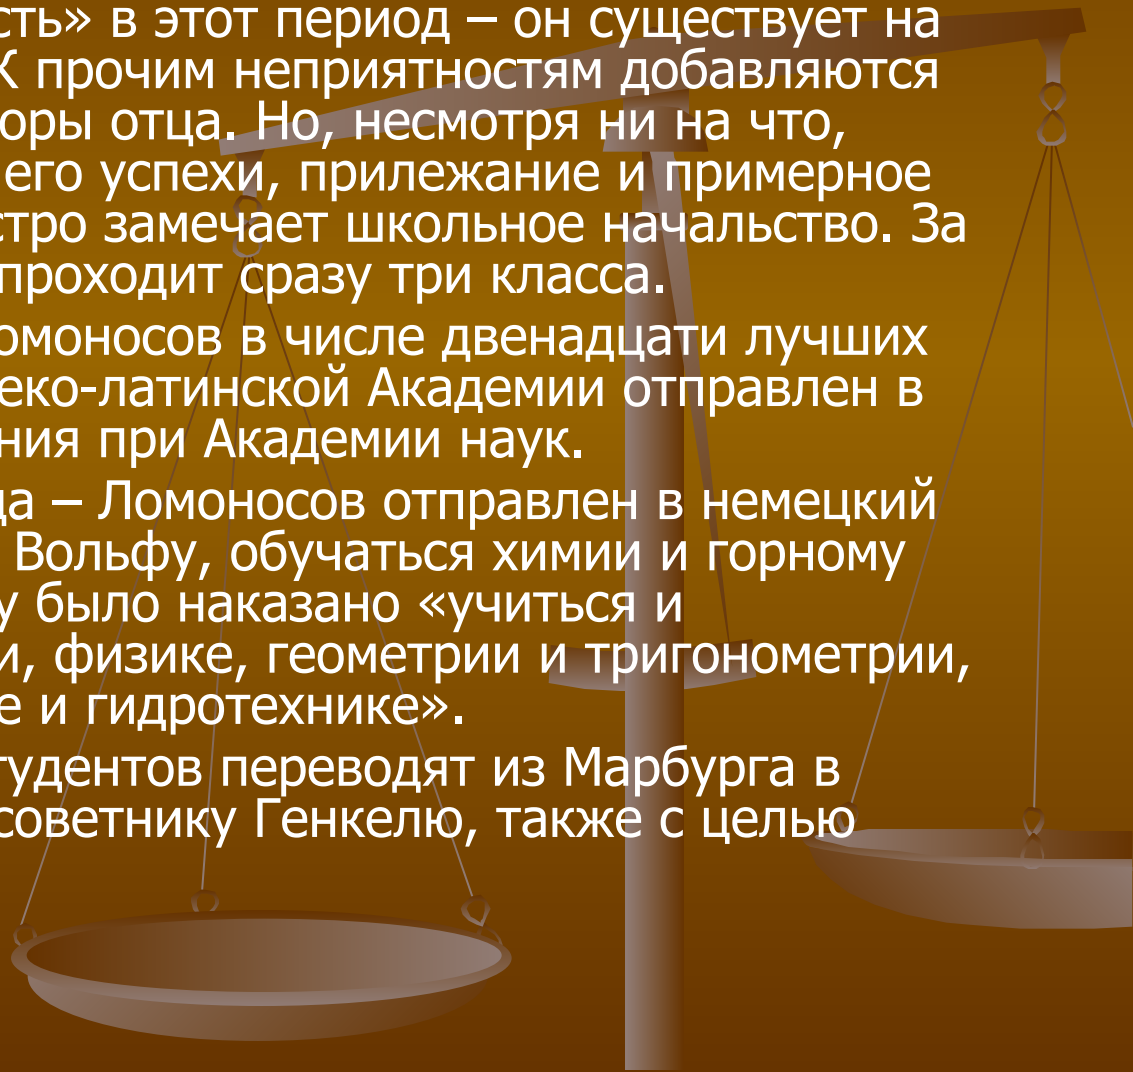 сть» в этот период – он существует на
К прочим неприятностям добавляются
оры отца. Но, несмотря ни на что,
его успехи, прилежание и примерное
стро замечает школьное начальство. За
проходит сразу три класса.
омоносов в числе двенадцати лучших
еко-латинской Академии отправлен в
ния при Академии наук.
да – Ломоносов отправлен в немецкий
Вольфу, обучаться химии и горному
у было наказано «учиться и
и, физике, геометрии и тригонометрии,
е и гидротехнике».
тудентов переводят из Марбурга в
советнику Генкелю, также с целью